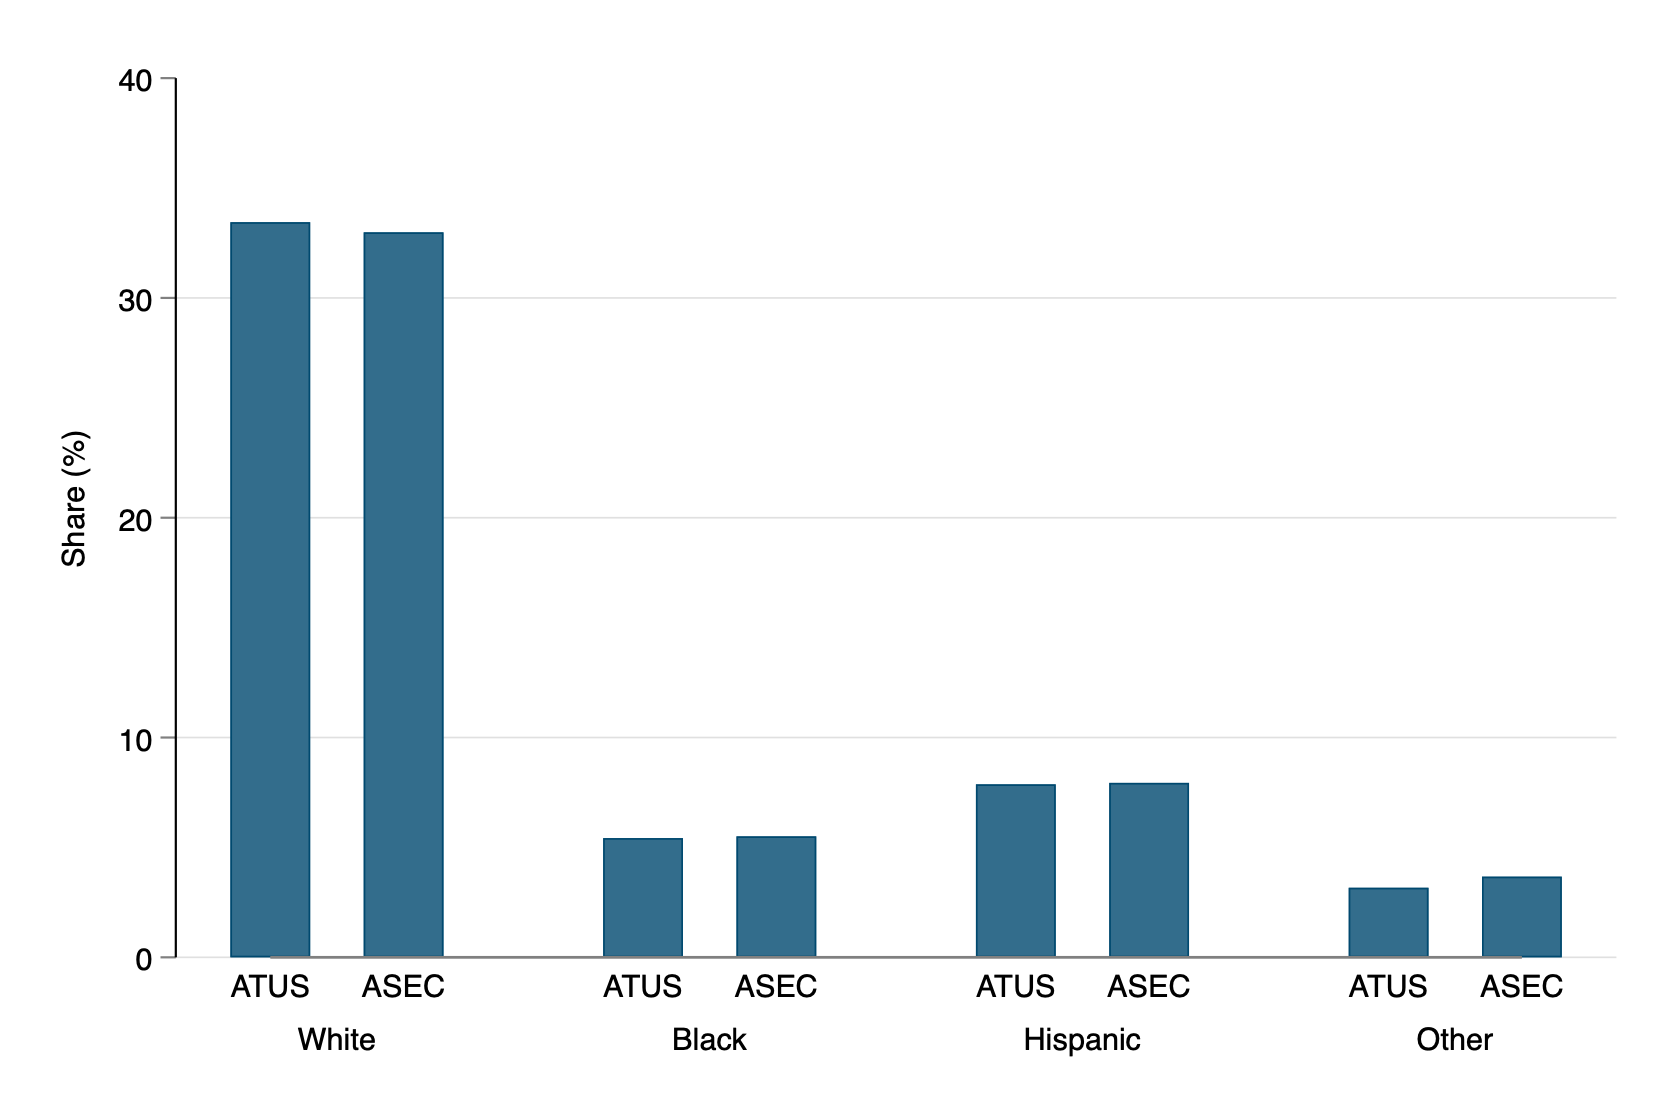 40
30
20
10
0
Share (%)
ATUS ASEC ATUS ASEC ATUS ASEC ATUS ASEC
White Black Hispanic Other